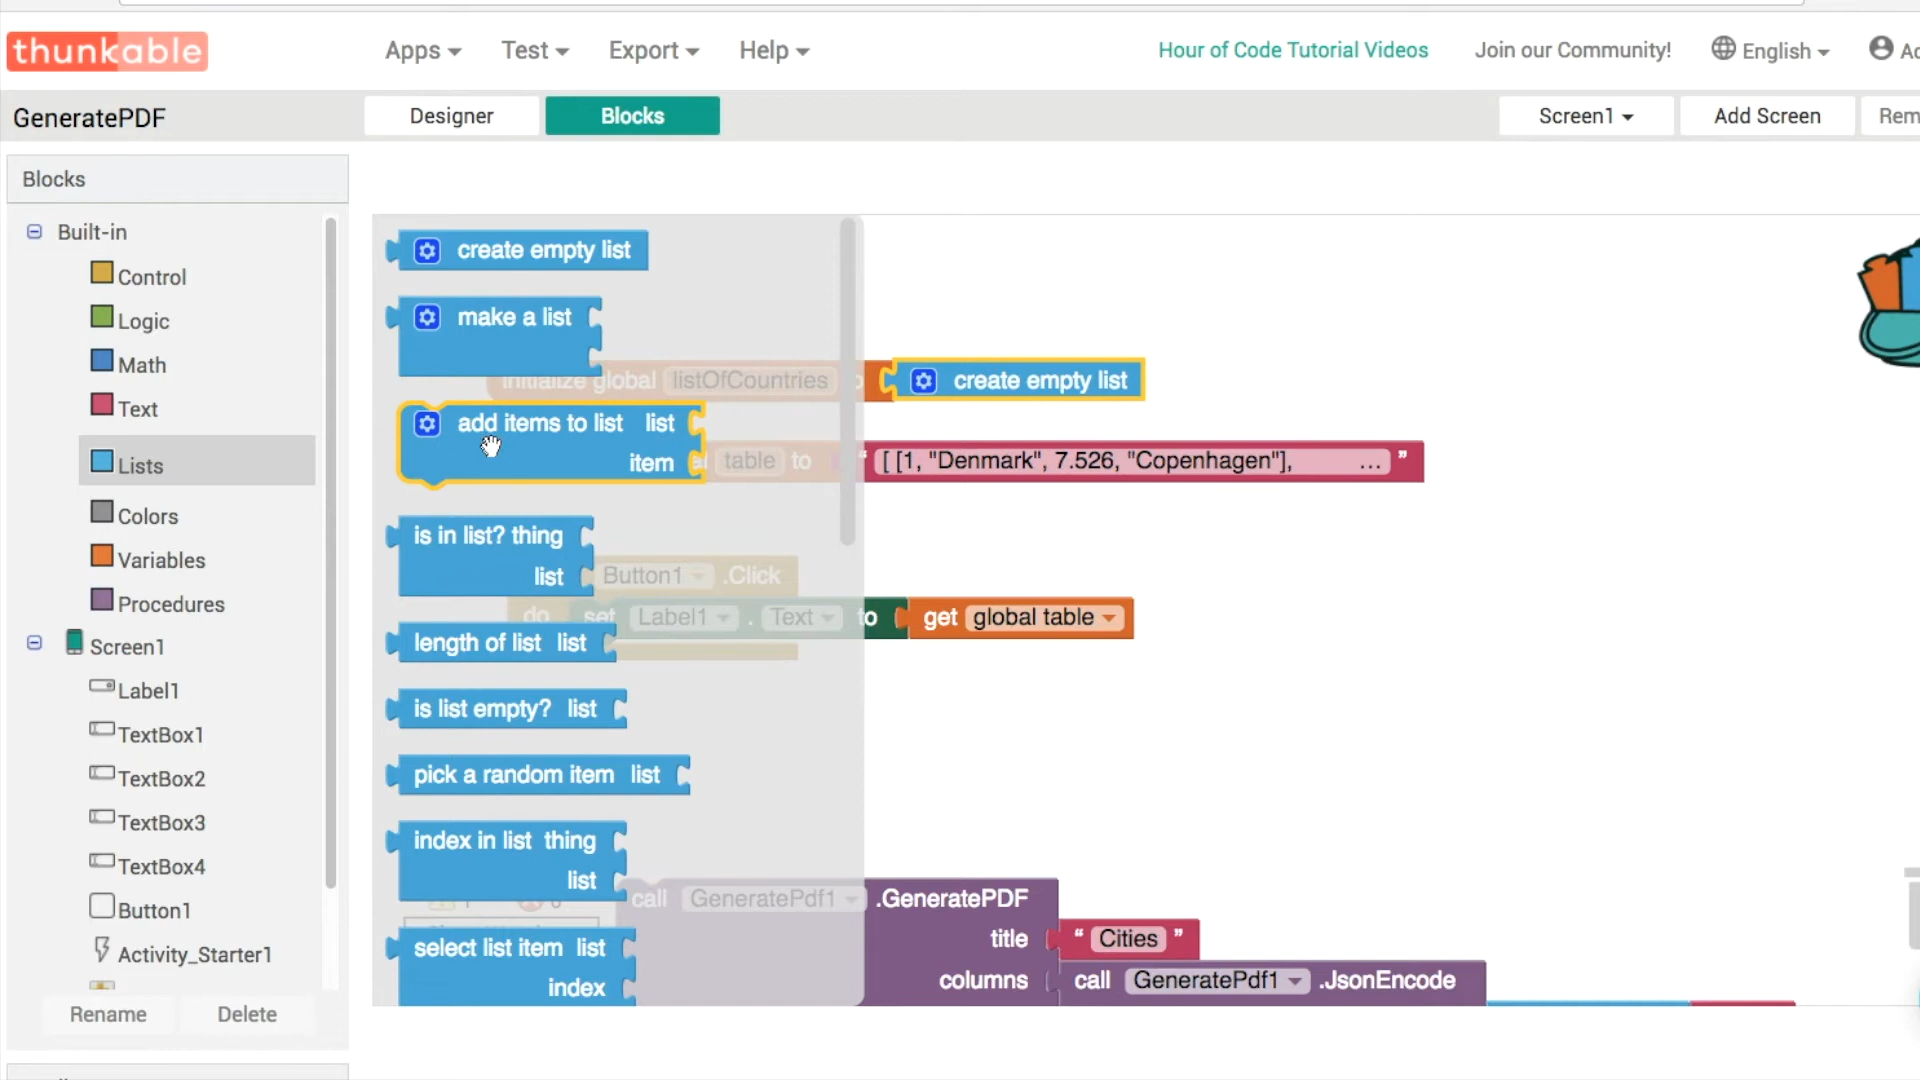 thunkable
Apps Test Export Help Hour of Code Tutorial Videos Join our Community! English
GeneratePDF Designer Blocks Screen1 Add Screen
Blocks
Built-in
Control
Logic
Math
Text
Lists
Colors
Variables
Procedures
Screen1
Label1
TextBox1
TextBox2
TextBox3
TextBox4
Button1
Activity_Starter1
Rename Delete
create empty list
make a list
initialize global listOfCountries create empty list
add items to list list
item
table to " [ [1, "Denmark", 7.526, "Copenhagen"], ... "
is in list? thing
list
Button1 .Click
do set Label1 . Text to get global table
length of list list
is list empty? list
pick a random item list
index in list thing
list
call GeneratePdf1 .GeneratePDF
title " Cities "
select list item list
index
columns call GeneratePdf1 .JsonEncode